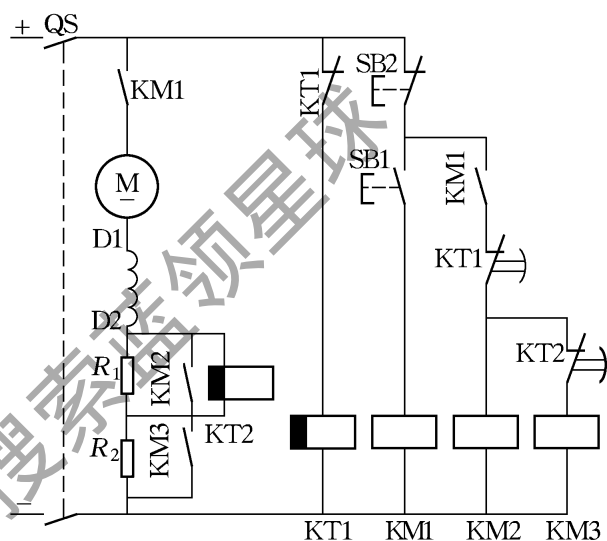 + QS
KM1
KT1
SB2
SB1
KM1
M
D1
KT1
D2
KT2
R1
KM2
R2
KM3
KT2
−
KT1 KM1 KM2 KM3
搜索蓝领星球